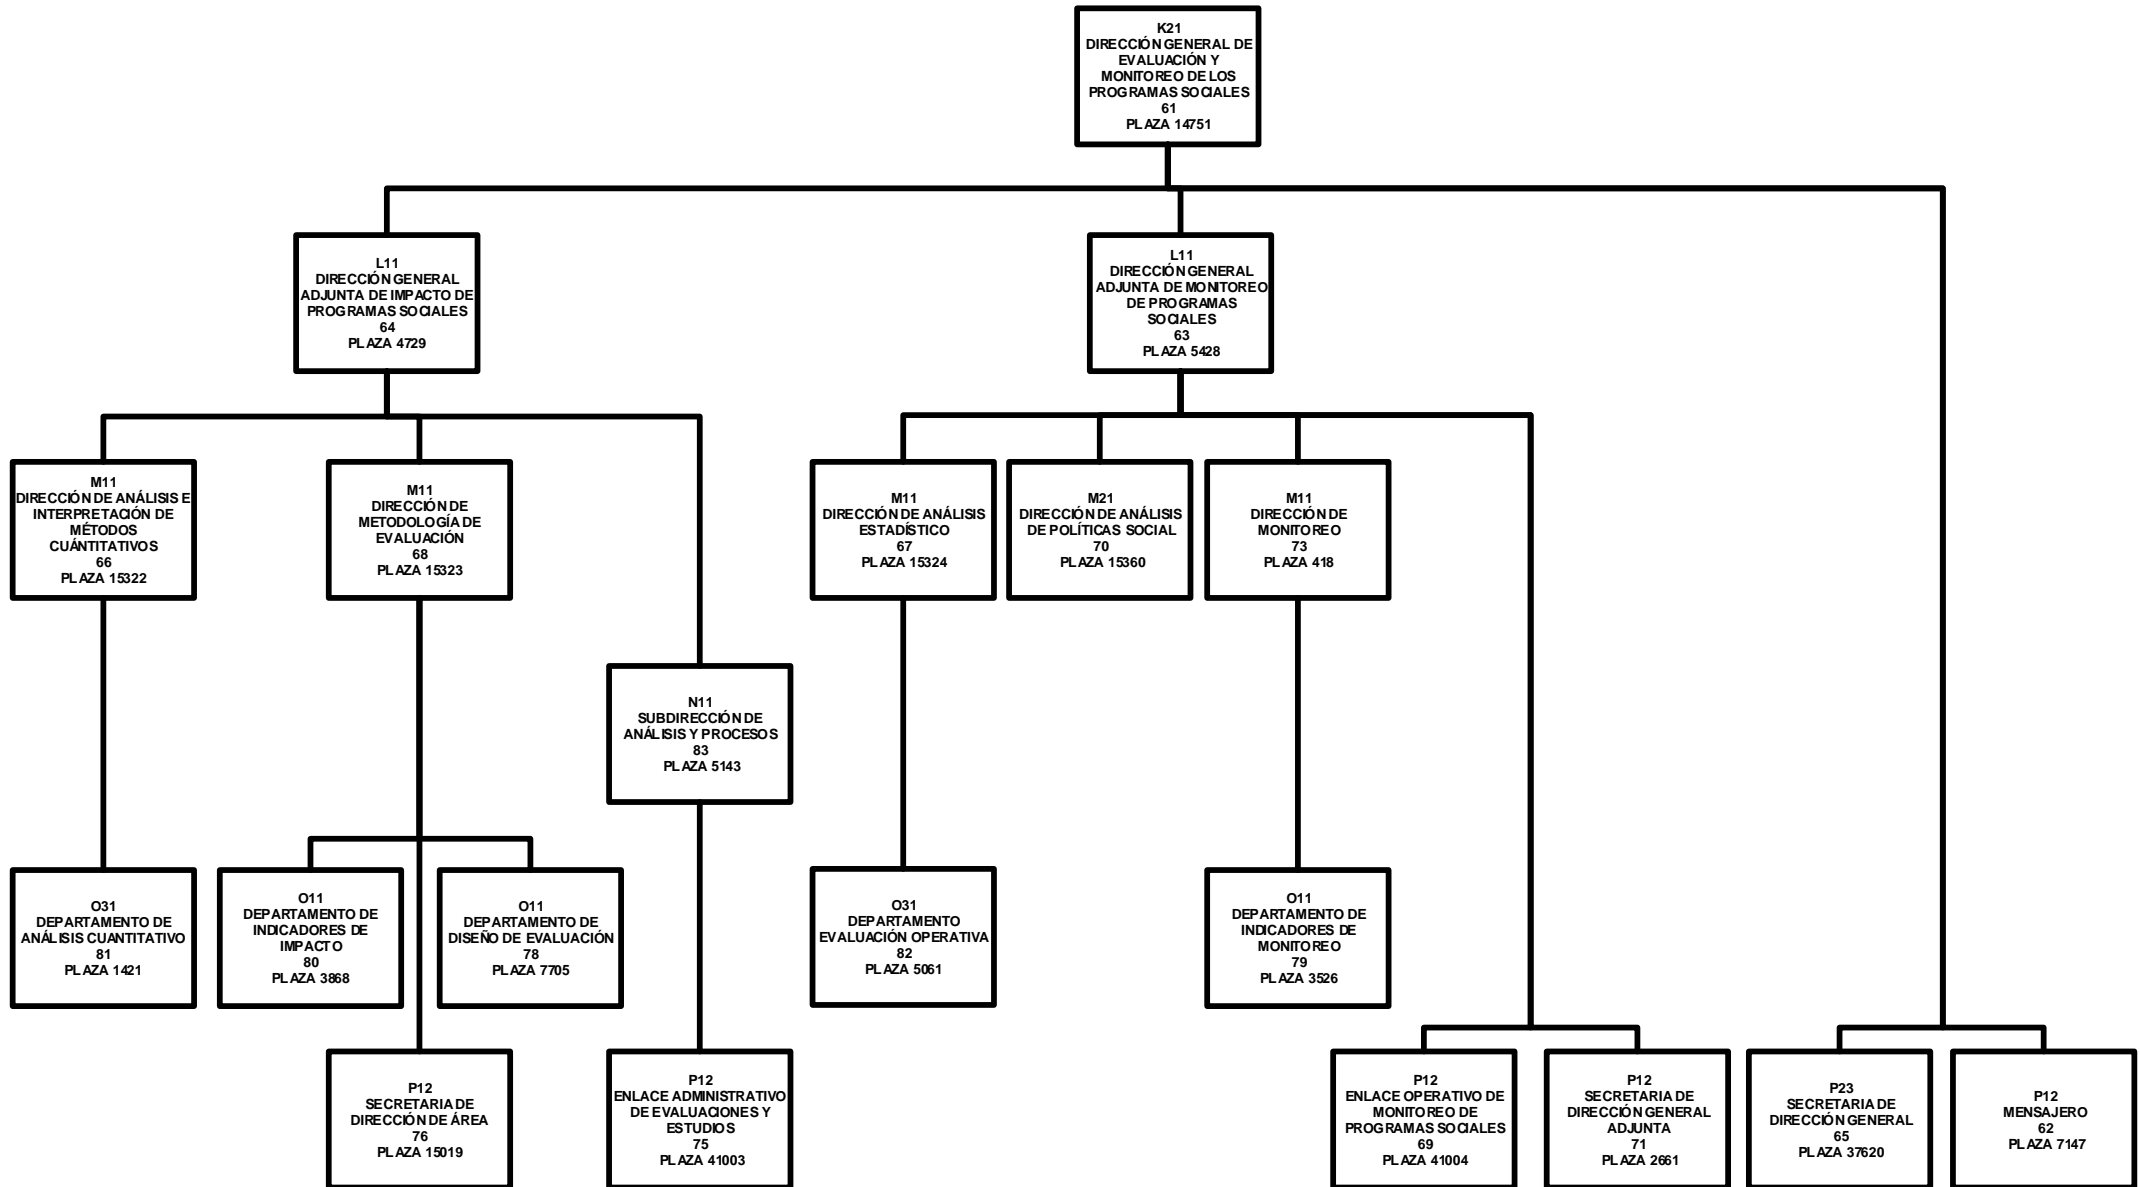 K21
DIRECCIÓN GENERAL DE
EVALUACIÓN Y
MONITOREO DE LOS
PROGRAMAS SOCIALES
61
PLAZA 14751
L11
DIRECCIÓN GENERAL
ADJUNTA DE IMPACTO DE
PROGRAMAS SOCIALES
64
PLAZA 4729
L11
DIRECCIÓN GENERAL
ADJUNTA DE MONITOREO
DE PROGRAMAS
SOCIALES
63
PLAZA 5428
M11
DIRECCIÓN DE ANÁLISIS E
INTERPRETACIÓN DE
MÉTODOS
CUÁNTITATIVOS
66
PLAZA 15322
M11
DIRECCIÓN DE
METODOLOGÍA DE
EVALUACIÓN
68
PLAZA 15323
M11
DIRECCIÓN DE ANÁLISIS
ESTADÍSTICO
67
PLAZA 15324
M21
DIRECCIÓN DE ANÁLISIS
DE POLÍTICAS SOCIAL
70
PLAZA 15360
M11
DIRECCIÓN DE
MONITOREO
73
PLAZA 418
N11
SUBDIRECCIÓN DE
ANÁLISIS Y PROCESOS
83
PLAZA 5143
O31
DEPARTAMENTO DE
ANÁLISIS CUANTITATIVO
81
PLAZA 1421
O11
DEPARTAMENTO DE
INDICADORES DE
IMPACTO
80
PLAZA 3868
O11
DEPARTAMENTO DE
DISEÑO DE EVALUACIÓN
78
PLAZA 7705
O31
DEPARTAMENTO
EVALUACIÓN OPERATIVA
82
PLAZA 5061
O11
DEPARTAMENTO DE
INDICADORES DE
MONITOREO
79
PLAZA 3526
P12
SECRETARIA DE
DIRECCIÓN DE ÁREA
76
PLAZA 15019
P12
ENLACE ADMINISTRATIVO
DE EVALUACIONES Y
ESTUDIOS
75
PLAZA 41003
P12
ENLACE OPERATIVO DE
MONITOREO DE
PROGRAMAS SOCIALES
69
PLAZA 41004
P12
SECRETARIA DE
DIRECCIÓN GENERAL
ADJUNTA
71
PLAZA 2661
P23
SECRETARIA DE
DIRECCIÓN GENERAL
65
PLAZA 37620
P12
MENSAJERO
62
PLAZA 7147